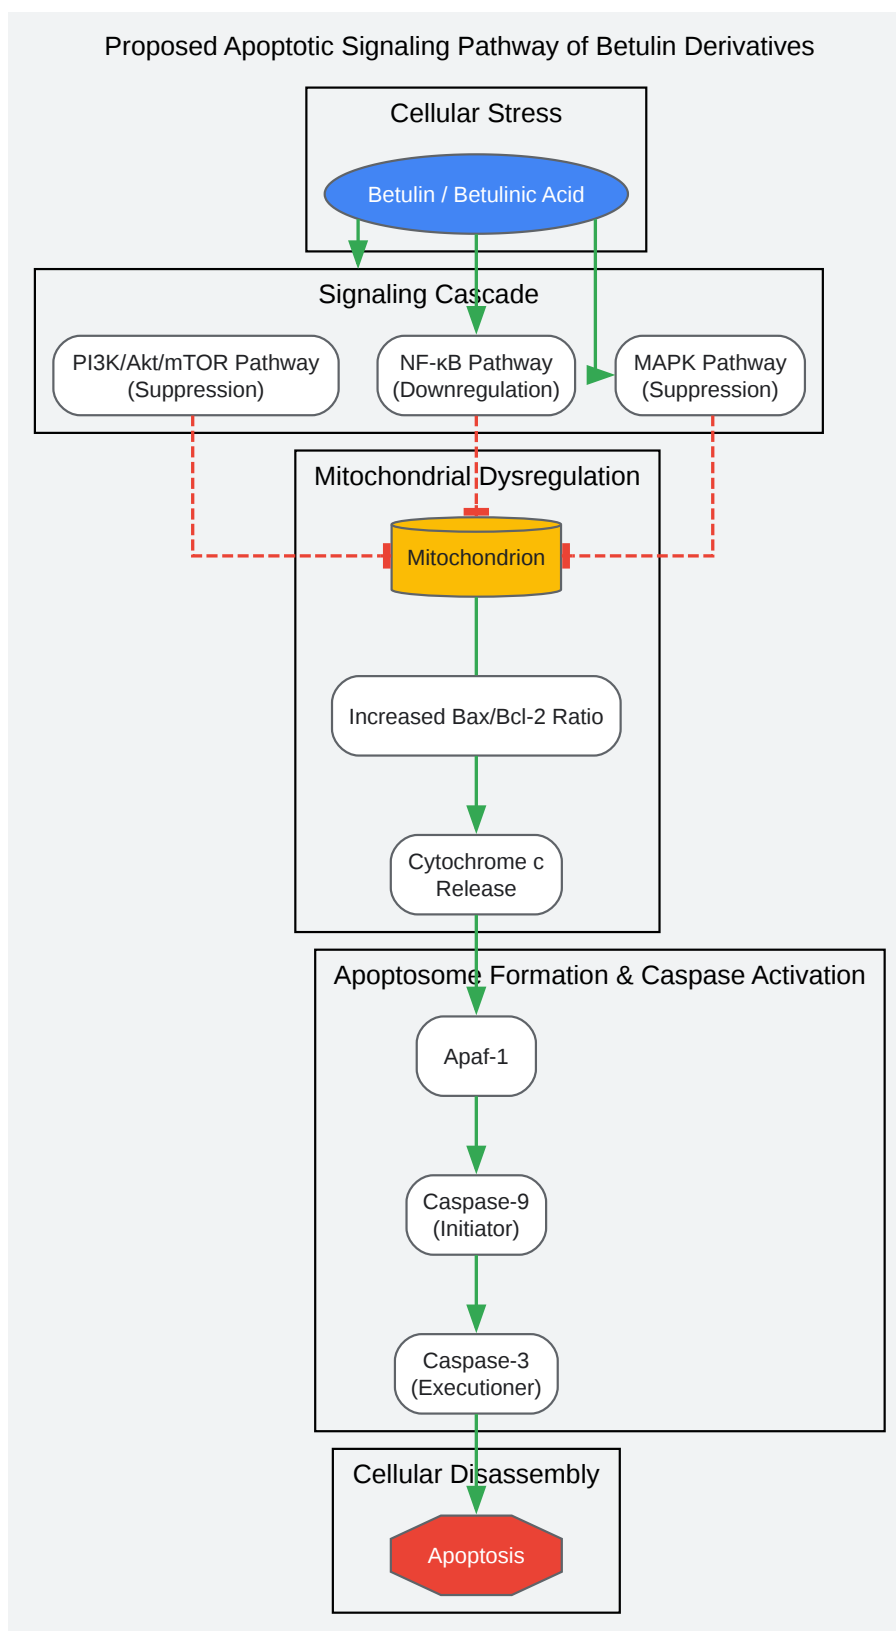 Proposed Apoptotic Signaling Pathway of Betulin Derivatives
Cellular Stress
Betulin / Betulinic Acid
Signaling Cascade
PI3K/Akt/mTOR Pathway
(Suppression)
NF-κB Pathway
(Downregulation)
MAPK Pathway
(Suppression)
Mitochondrial Dysregulation
Mitochondrion
Increased Bax/Bcl-2 Ratio
Cytochrome c
Release
Apoptosome Formation & Caspase Activation
Apaf-1
Caspase-9
(Initiator)
Caspase-3
(Executioner)
Cellular Disassembly
Apoptosis